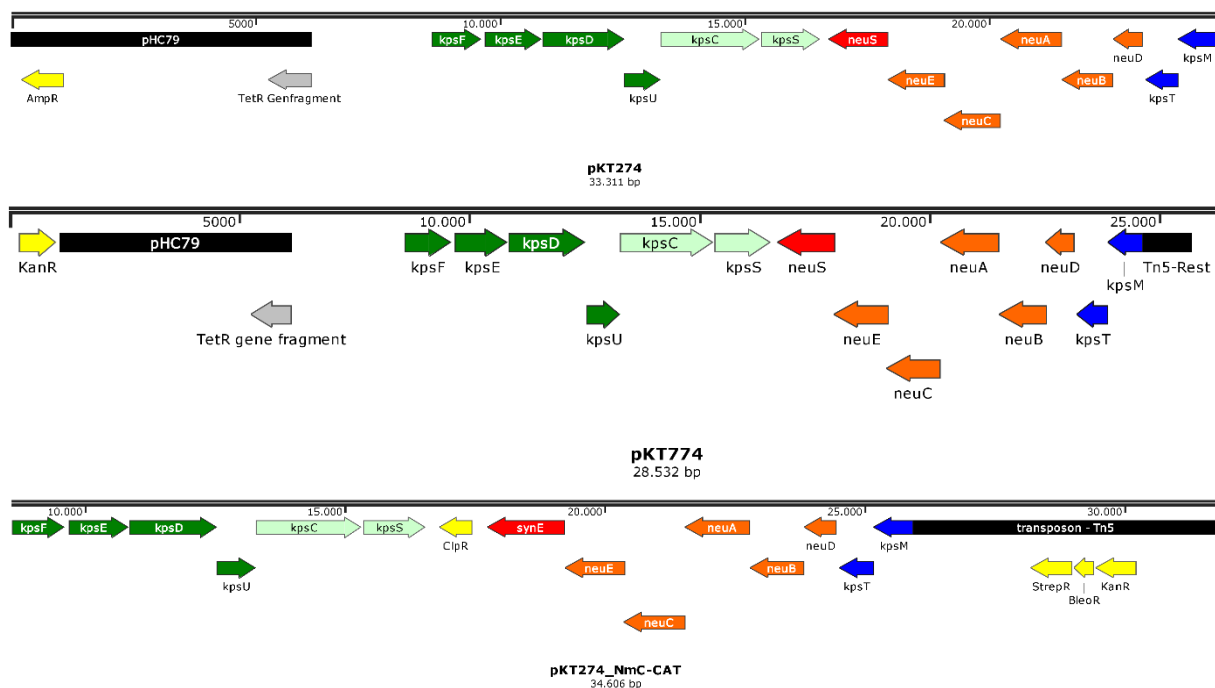 5000 10.000 15.000 20.000
pHC79 kpsF kpsE kpsD kpsC kpsS neuS neuA neuD kpsM
AmpR TetR Genfragment kpsU neuE neuB kpsT
neuC
pKT274
33.311 bp
5000 10.000 15.000 20.000 25.000
KanR pHC79 kpsF kpsE kpsD kpsC kpsS neuS neuA neuD kpsM Tn5-Rest
TetR gene fragment kpsU neuE neuB kpsT
neuC
pKT774
28.532 bp
10.000 15.000 20.000 25.000 30.000
kpsF kpsE kpsD kpsC kpsS ClpR synE neuA neuD kpsM transposon - Tn5
kpsU neuE neuB kpsT StrepR BleoR KanR
neuC
pKT274_NmC-CAT
34.606 bp